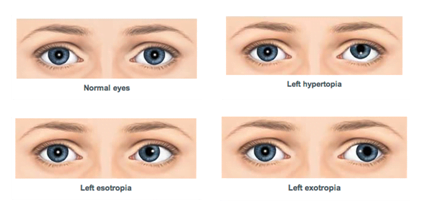 Normal eyes
Left hypertopia
Left esotropia
Left exotropia